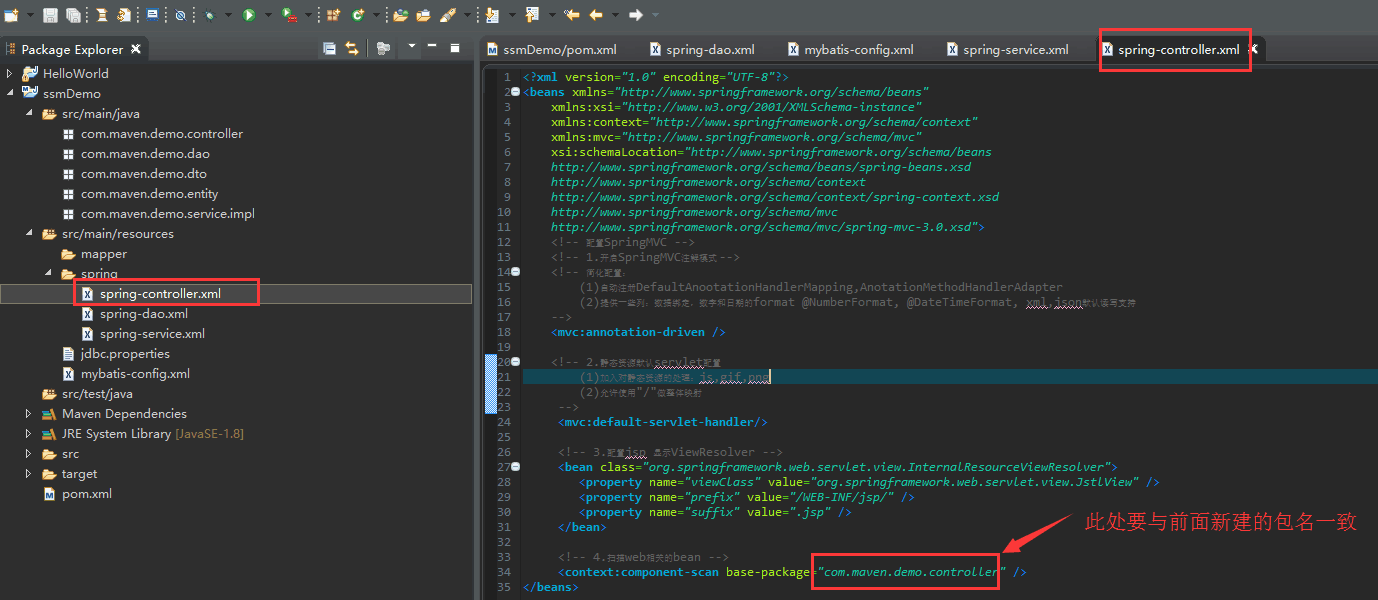 Package Explorer
HelloWorld
ssmDemo
src/main/java
com.maven.demo.controller
com.maven.demo.dao
com.maven.demo.dto
com.maven.demo.entity
com.maven.demo.service.impl
src/main/resources
mapper
spring
spring-controller.xml
spring-dao.xml
spring-service.xml
jdbc.properties
mybatis-config.xml
src/test/java
Maven Dependencies
JRE System Library [JavaSE-1.8]
src
target
pom.xml
ssmDemo/pom.xml
spring-dao.xml
mybatis-config.xml
spring-service.xml
spring-controller.xml
1 <?xml version="1.0" encoding="UTF-8"?>
2 <beans xmlns="http://www.springframework.org/schema/beans"
3 xmlns:xsi="http://www.w3.org/2001/XMLSchema-instance"
4 xmlns:context="http://www.springframework.org/schema/context"
5 xmlns:mvc="http://www.springframework.org/schema/mvc"
6 xsi:schemaLocation="http://www.springframework.org/schema/beans
7 http://www.springframework.org/schema/beans/spring-beans.xsd
8 http://www.springframework.org/schema/context
9 http://www.springframework.org/schema/context/spring-context.xsd
10 http://www.springframework.org/schema/mvc
11 http://www.springframework.org/schema/mvc/spring-mvc-3.0.xsd">
12 <!-- 配置SpringMVC -->
13 <!-- 1.开启SpringMVC注解模式 -->
14 <!-- 简化配置：
15 (1)自动注册DefaultAnootationHandlerMapping,AnotationMethodHandlerAdapter
16 (2)提供一些列：数据绑定，数字和日期的format @NumberFormat, @DateTimeFormat, xml,json默认读写支持
17 -->
18 <mvc:annotation-driven />
19
20 <!-- 2.静态资源默认servlet配置
21 (1)加入对静态资源的处理：js,gif,png
22 (2)允许使用"/"做整体映射
23 -->
24 <mvc:default-servlet-handler/>
25
26 <!-- 3.配置jsp 显示ViewResolver -->
27 <bean class="org.springframework.web.servlet.view.InternalResourceViewResolver">
28 <property name="viewClass" value="org.springframework.web.servlet.view.JstlView" />
29 <property name="prefix" value="/WEB-INF/jsp/" />
30 <property name="suffix" value=".jsp" />
31 </bean>
32
33 <!-- 4.扫描web相关的bean -->
34 <context:component-scan base-package="com.maven.demo.controller" />
35 </beans>
此处要与前面新建的包名一致